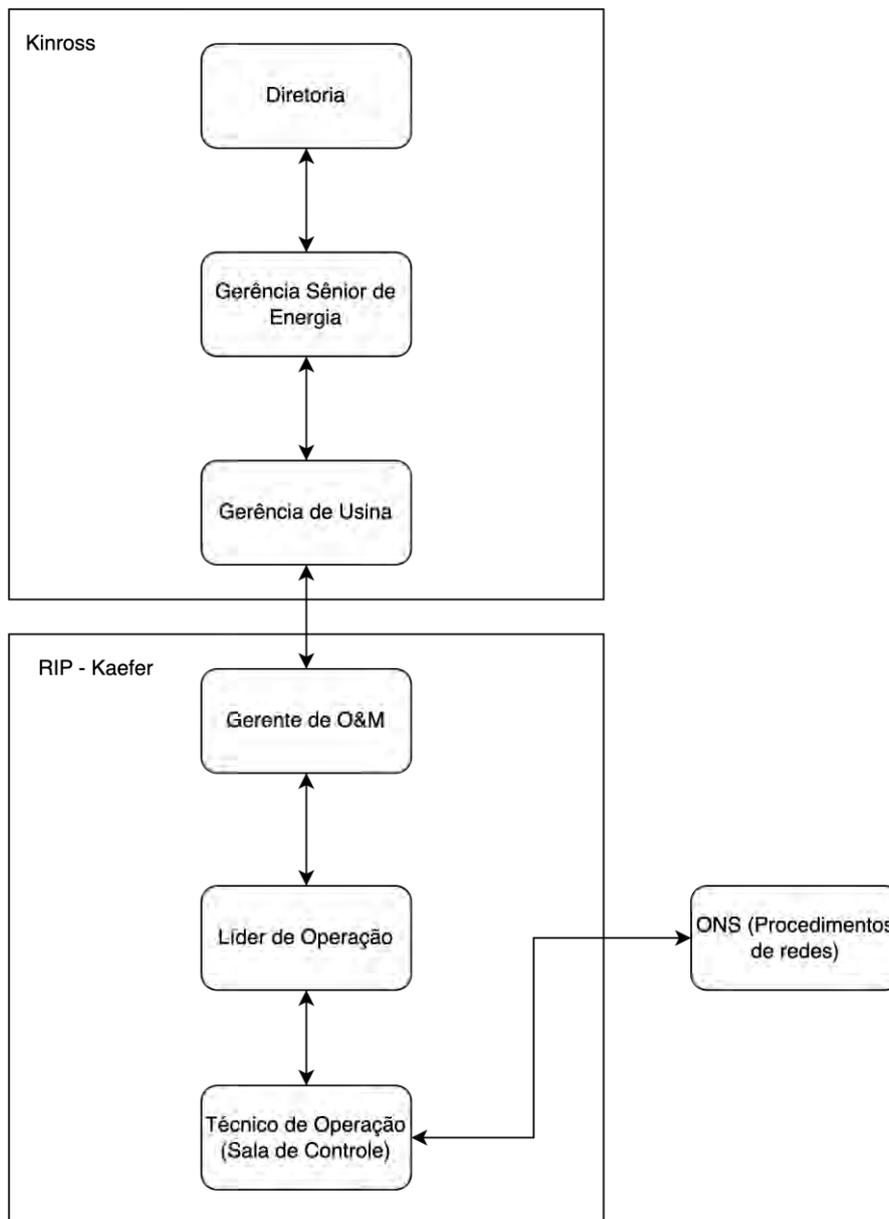 Kinross
Diretoria
Gerência Sênior de
Energia
Gerência de Usina
RIP - Kaefer
Gerente de O&M
Líder de Operação
ONS (Procedimentos
de redes)
Técnico de Operação
(Sala de Controle)